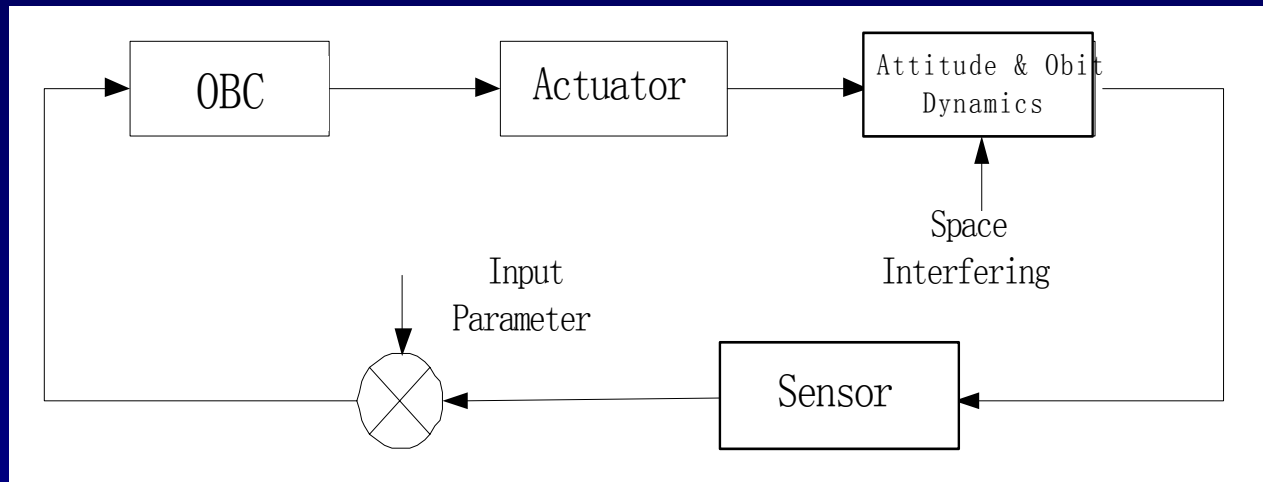 OBC
Actuator
Attitude & Obit
Dynamics
Space
Interfering
Input
Parameter
Sensor